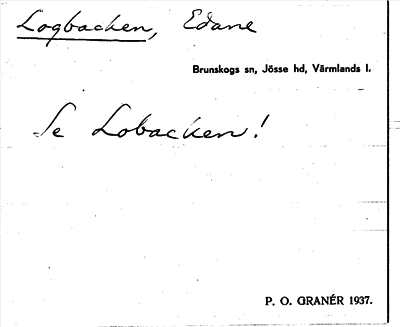 Logbacken, Edane
Brunskogs sn, Jösse hd, Värmlands l.
Se Lobacken!
P. O. GRANÉR 1937.